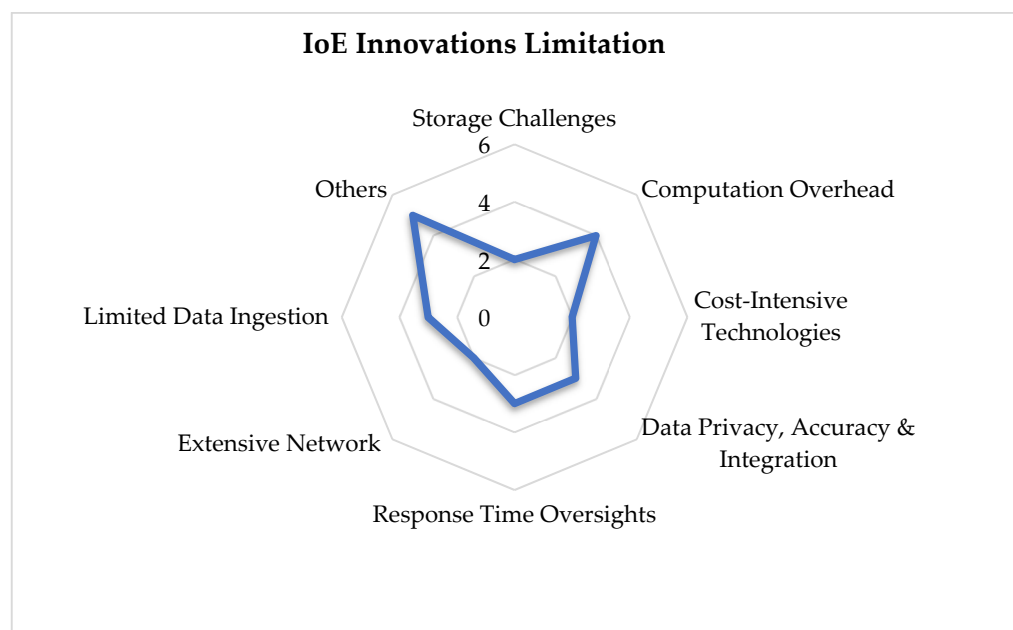 IoE Innovations Limitation
Storage Challenges
6
Others
Computation Overhead
4
2
Limited Data Ingestion
0
Cost-Intensive
Technologies
Extensive Network
Data Privacy, Accuracy &
Integration
Response Time Oversights